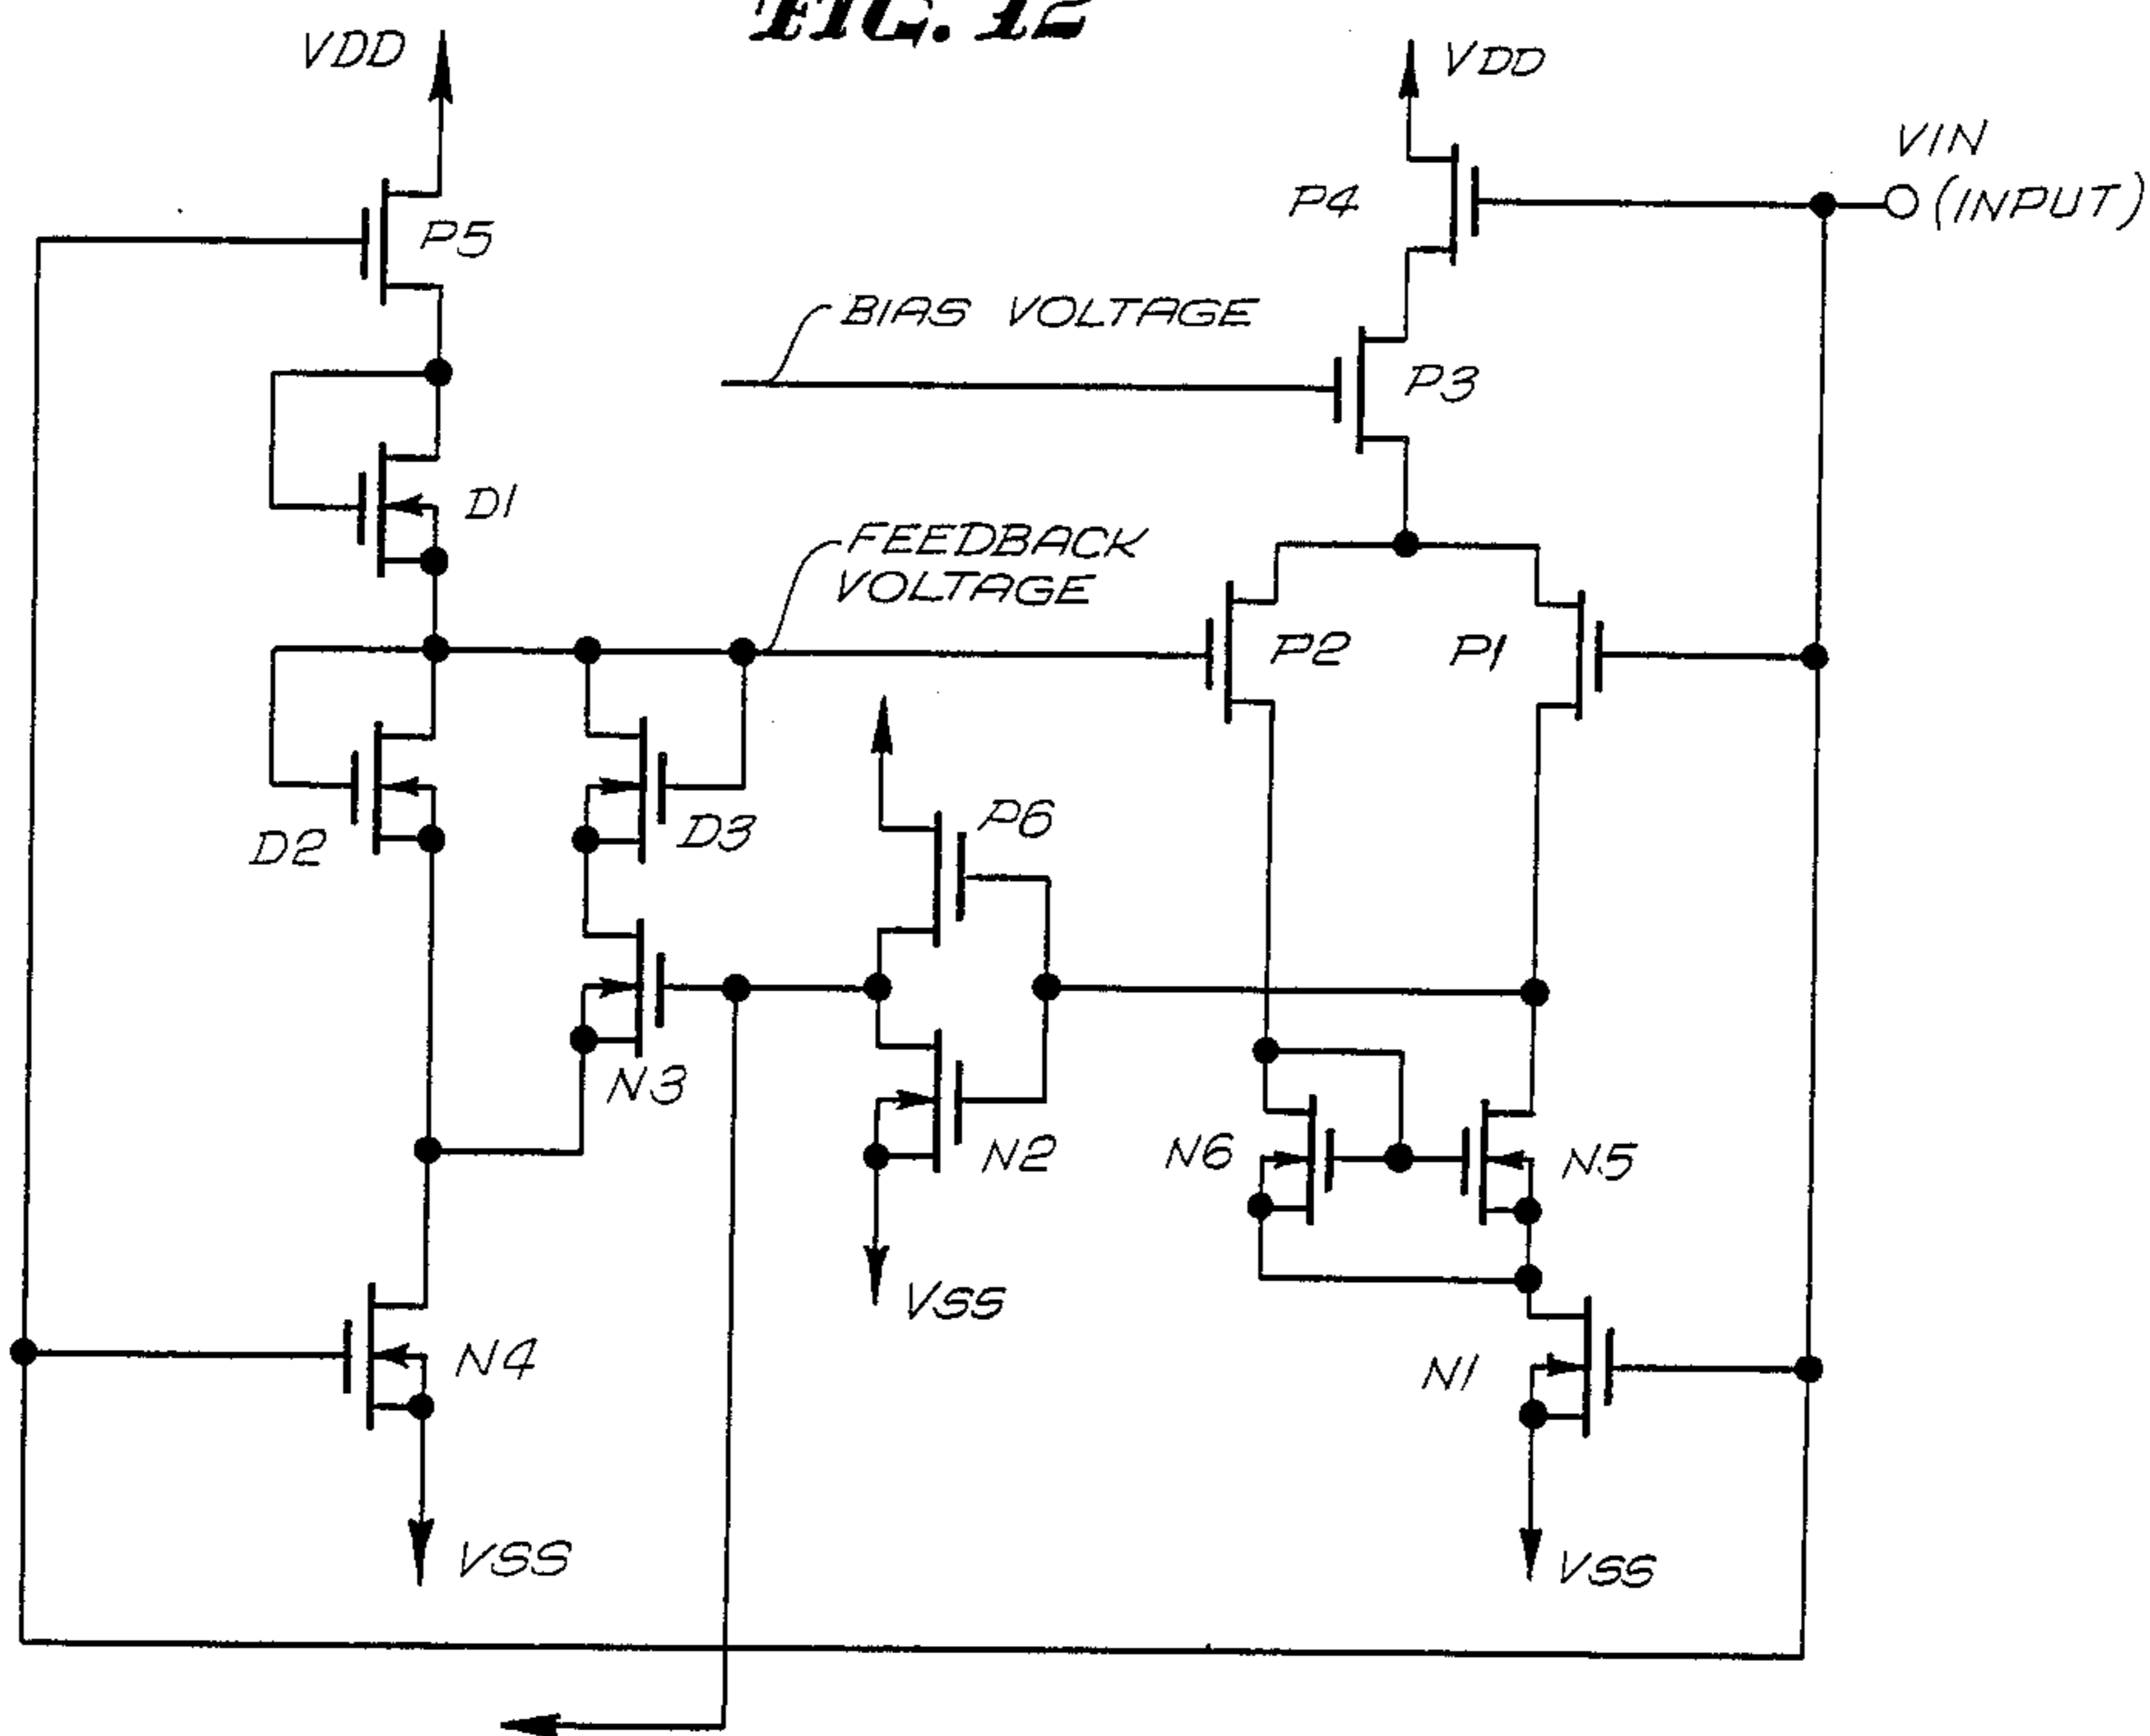 FIG. 12
VDD
VDD
VIN
(INPUT)
P4
P5
BIAS VOLTAGE
P3
D1
FEEDBACK
VOLTAGE
P2
P1
P6
D2
D3
N3
N2
N6
N5
VSS
N4
N1
VSS
VSS